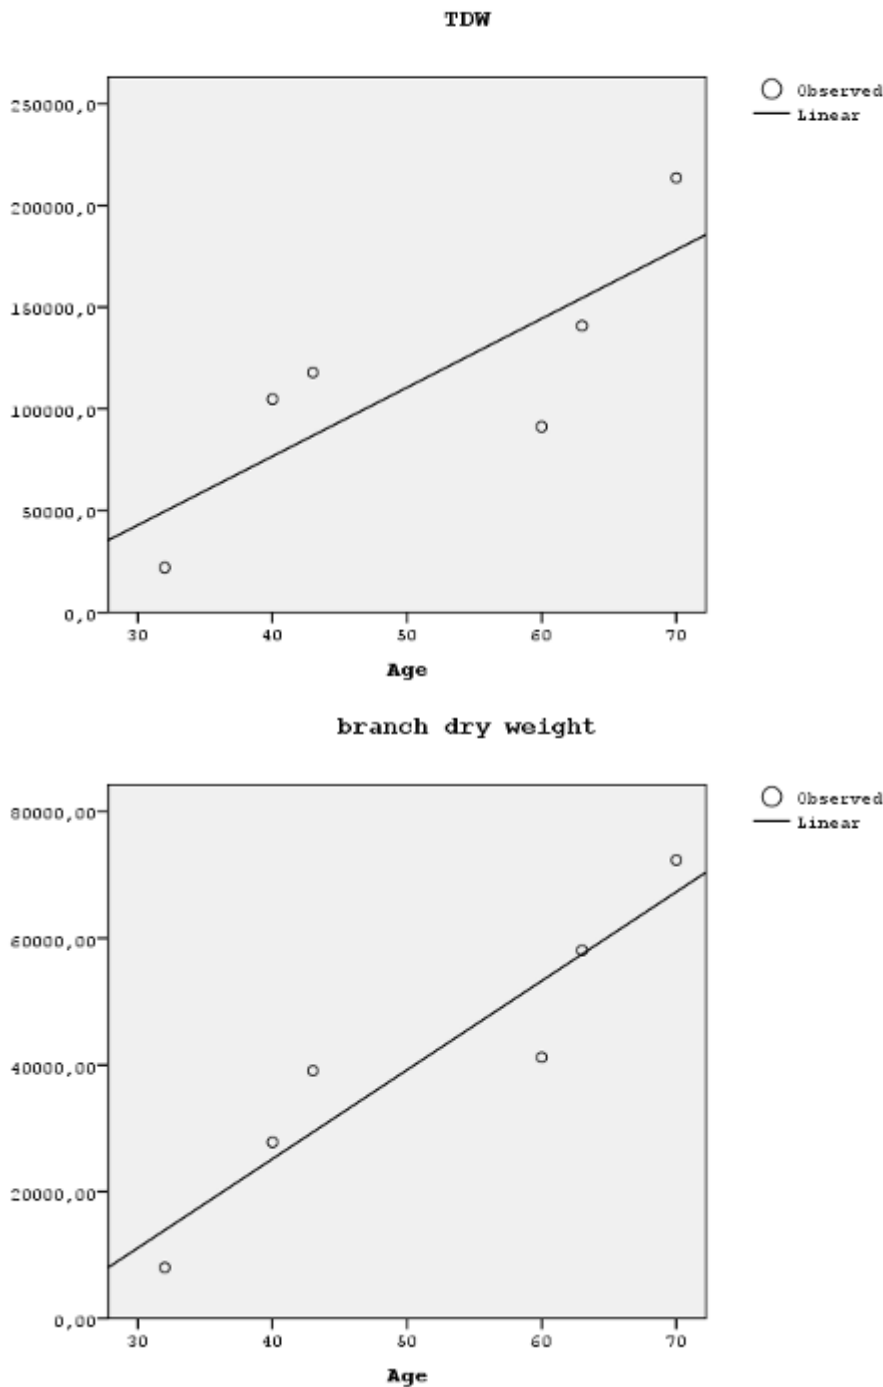 TDW
Observed
Linear
250000,0
200000,0
150000,0
100000,0
50000,0
0,0
30 40 50 60 70
Age
branch dry weight
Observed
Linear
80000,00
60000,00
40000,00
20000,00
0,00
30 40 50 60 70
Age